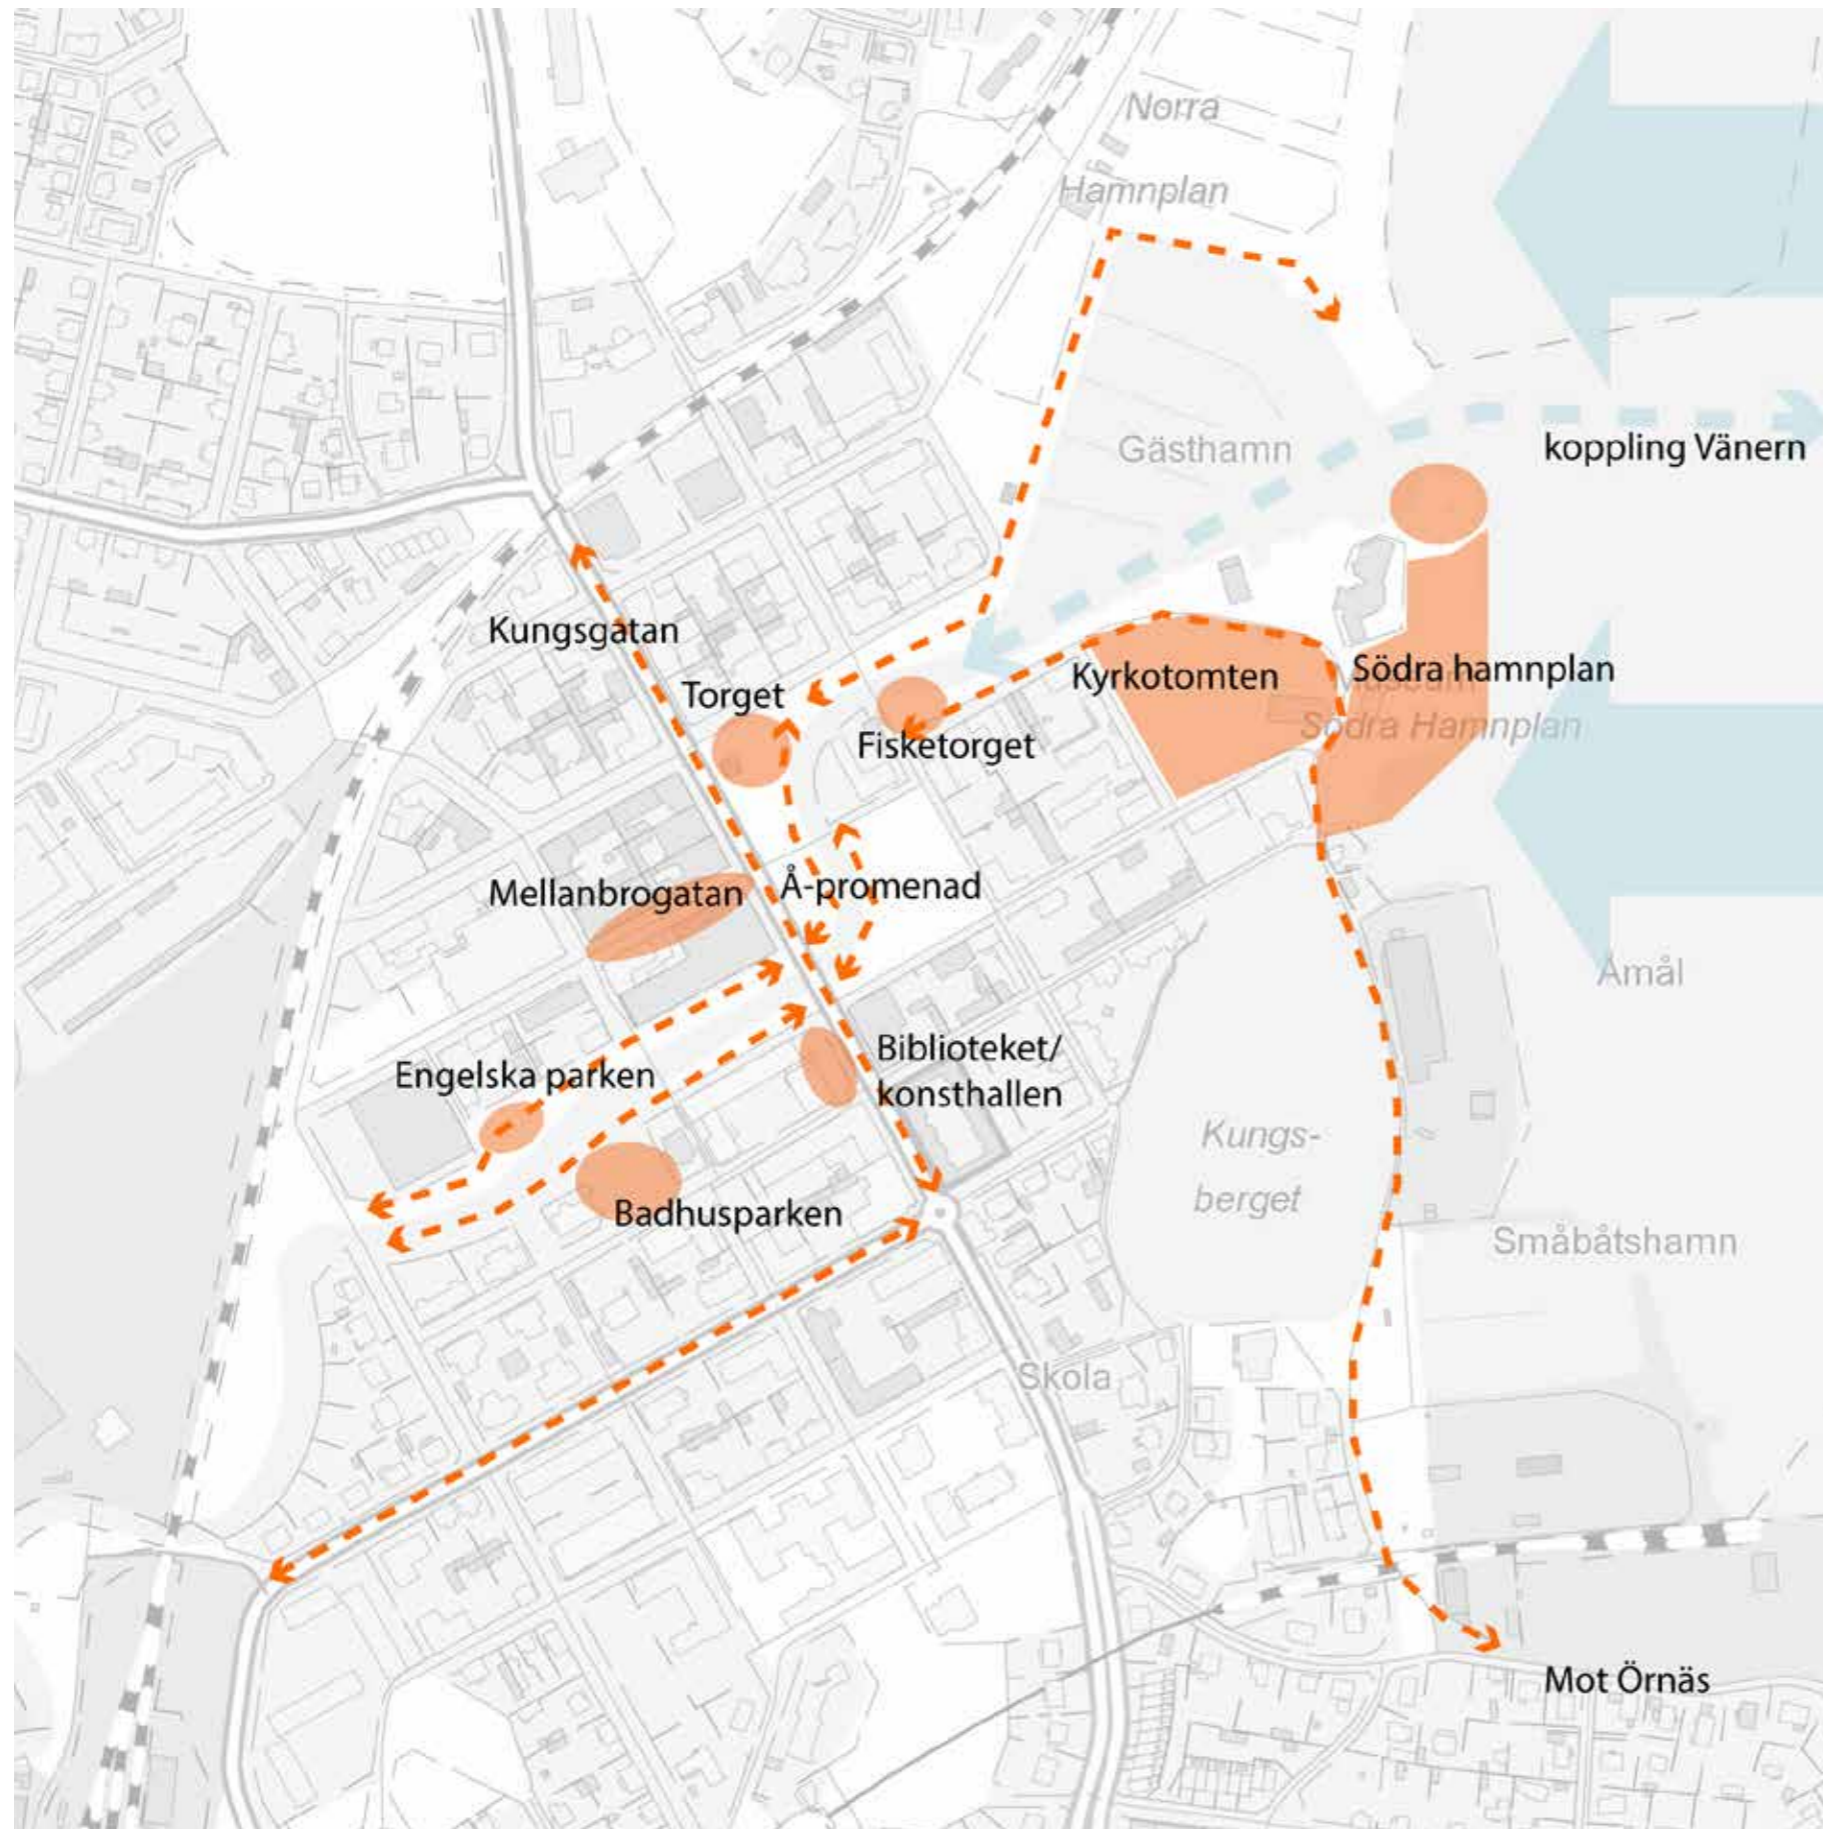 Norra
Hamnplan
Gästhamn
koppling Vänern
Kungsgatan
Torget
Kyrkotomten
Södra hamnplan
Museum
Södra Hamnplan
Fisketorget
Mellanbrogatan
Å-promenad
Åmål
Engelska parken
Biblioteket/
konsthallen
Kungs-
berget
Badhusparken
Småbåtshamn
Skola
Mot Örnäs